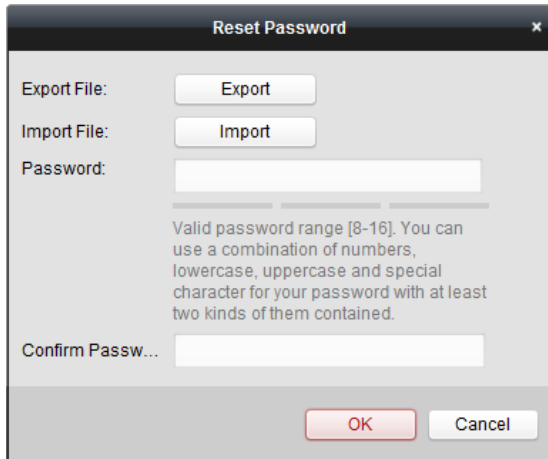 Reset Password ×
Export File: Export
Import File: Import
Password:
Valid password range [8-16]. You can
use a combination of numbers,
lowercase, uppercase and special
character for your password with at least
two kinds of them contained.
Confirm Passw...
OK Cancel